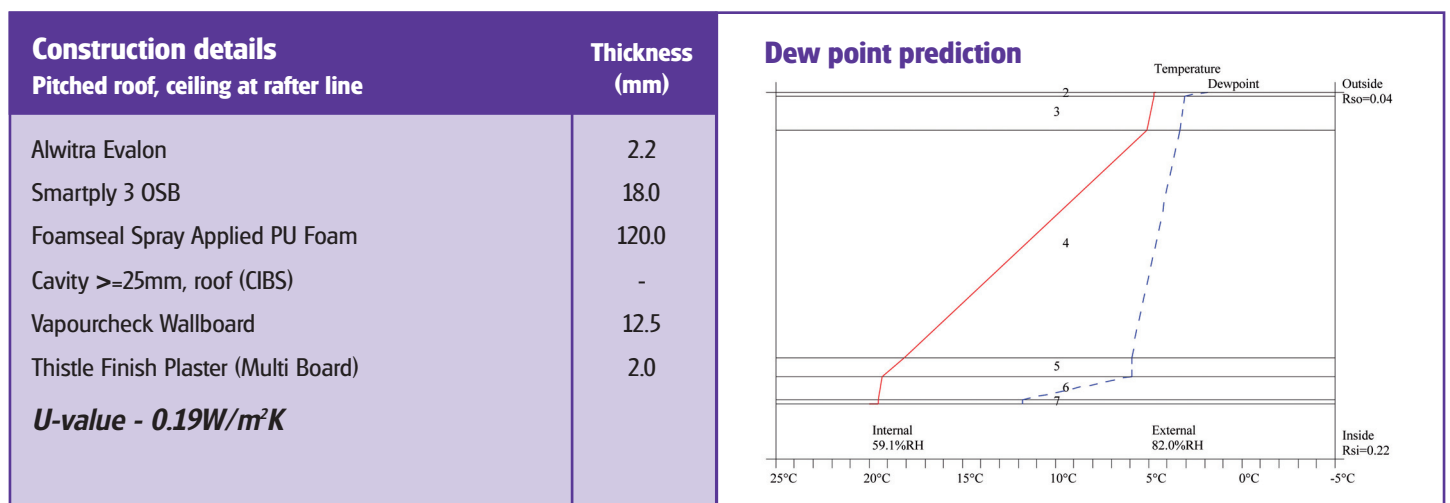 Construction details
Pitched roof, ceiling at rafter line
Thickness
(mm)
Alwitra Evalon 2.2
Smartply 3 OSB 18.0
Foamseal Spray Applied PU Foam 120.0
Cavity >=25mm, roof (CIBS) -
Vapourcheck Wallboard 12.5
Thistle Finish Plaster (Multi Board) 2.0
U-value - 0.19W/m²K
Dew point prediction
Temperature
Dewpoint
Outside
Rso=0.04
2
3
4
5
6
7
Internal
59.1%RH
External
82.0%RH
Inside
Rsi=0.22
25°C 20°C 15°C 10°C 5°C 0°C -5°C